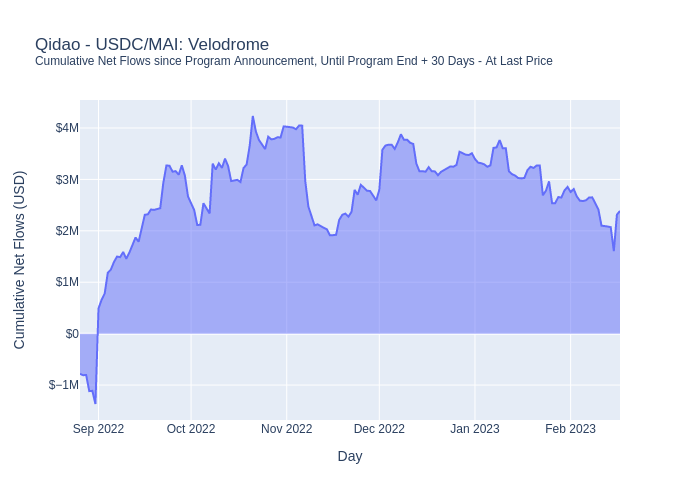 Qidao - USDC/MAI: Velodrome
Cumulative Net Flows since Program Announcement, Until Program End + 30 Days - At Last Price
Cumulative Net Flows (USD)
$4M
$3M
$2M
$1M
$0
$−1M
Sep 2022
Oct 2022
Nov 2022
Dec 2022
Jan 2023
Feb 2023
Day